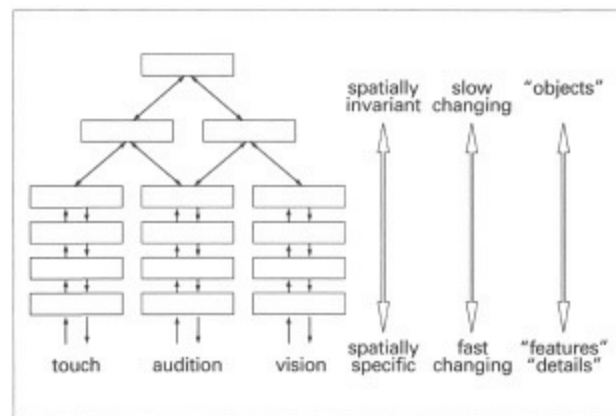 spatially slow "objects"
invariant changing
touch audition vision spatially fast "features"
specific changing "details"